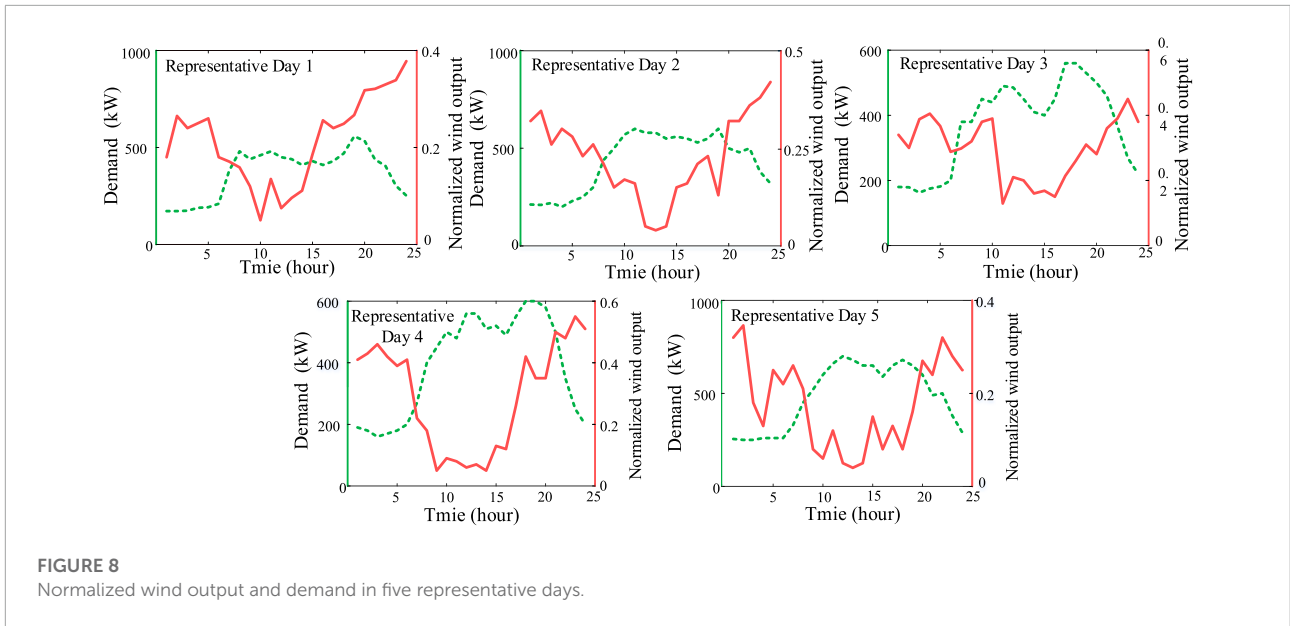 Representative Day 1
1000
500
0
Demand (kW)
5
10
15
20
25
Tmie (hour)
0.4
0.2
0
Normalized wind output
Representative Day 2
1000
500
0
Demand (kW)
5
10
15
20
25
Tmie (hour)
0.5
0.25
0
Normalized wind output
Representative Day 3
600
400
200
0
Demand (kW)
5
10
15
20
25
Tmie (hour)
0.
6
0.
4
0.
2
0
Normalized wind output
Representative
Day 4
600
400
200
0
Demand (kW)
5
10
15
20
25
Tmie (hour)
0.6
0.4
0.2
0
Normalized wind output
Representative Day 5
1000
500
0
Demand (kW)
5
10
15
20
25
Tmie (hour)
0.4
0.2
0
Normalized wind output
FIGURE 8
Normalized wind output and demand in five representative days.